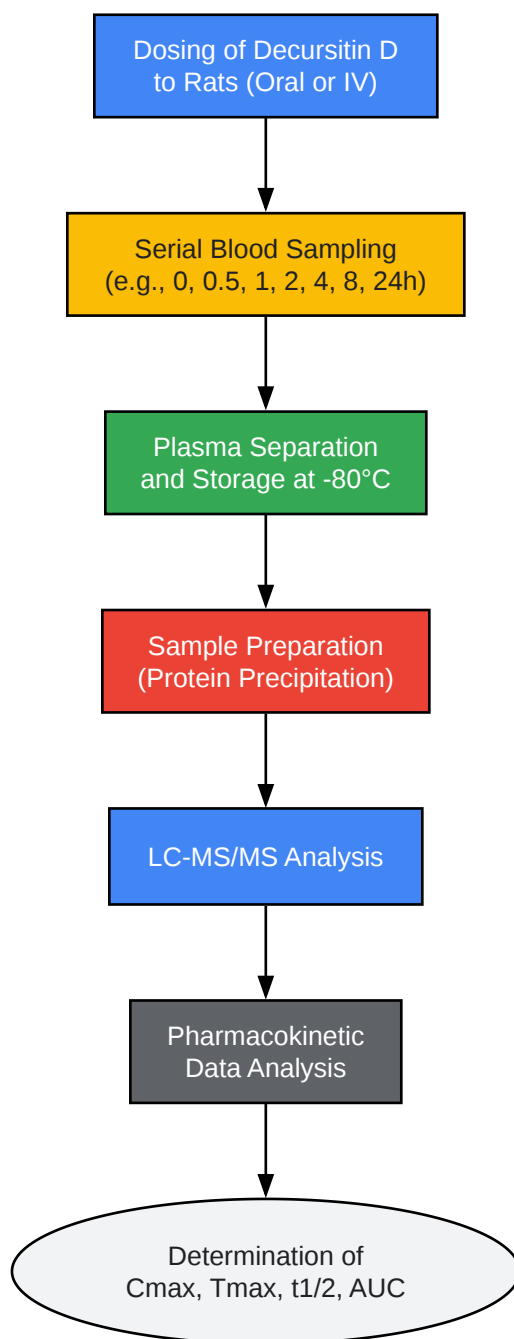 Dosing of Decursitin D
to Rats (Oral or IV)
Serial Blood Sampling
(e.g., 0, 0.5, 1, 2, 4, 8, 24h)
Plasma Separation
and Storage at -80°C
Sample Preparation
(Protein Precipitation)
LC-MS/MS Analysis
Pharmacokinetic
Data Analysis
Determination of
Cmax, Tmax, t1/2, AUC